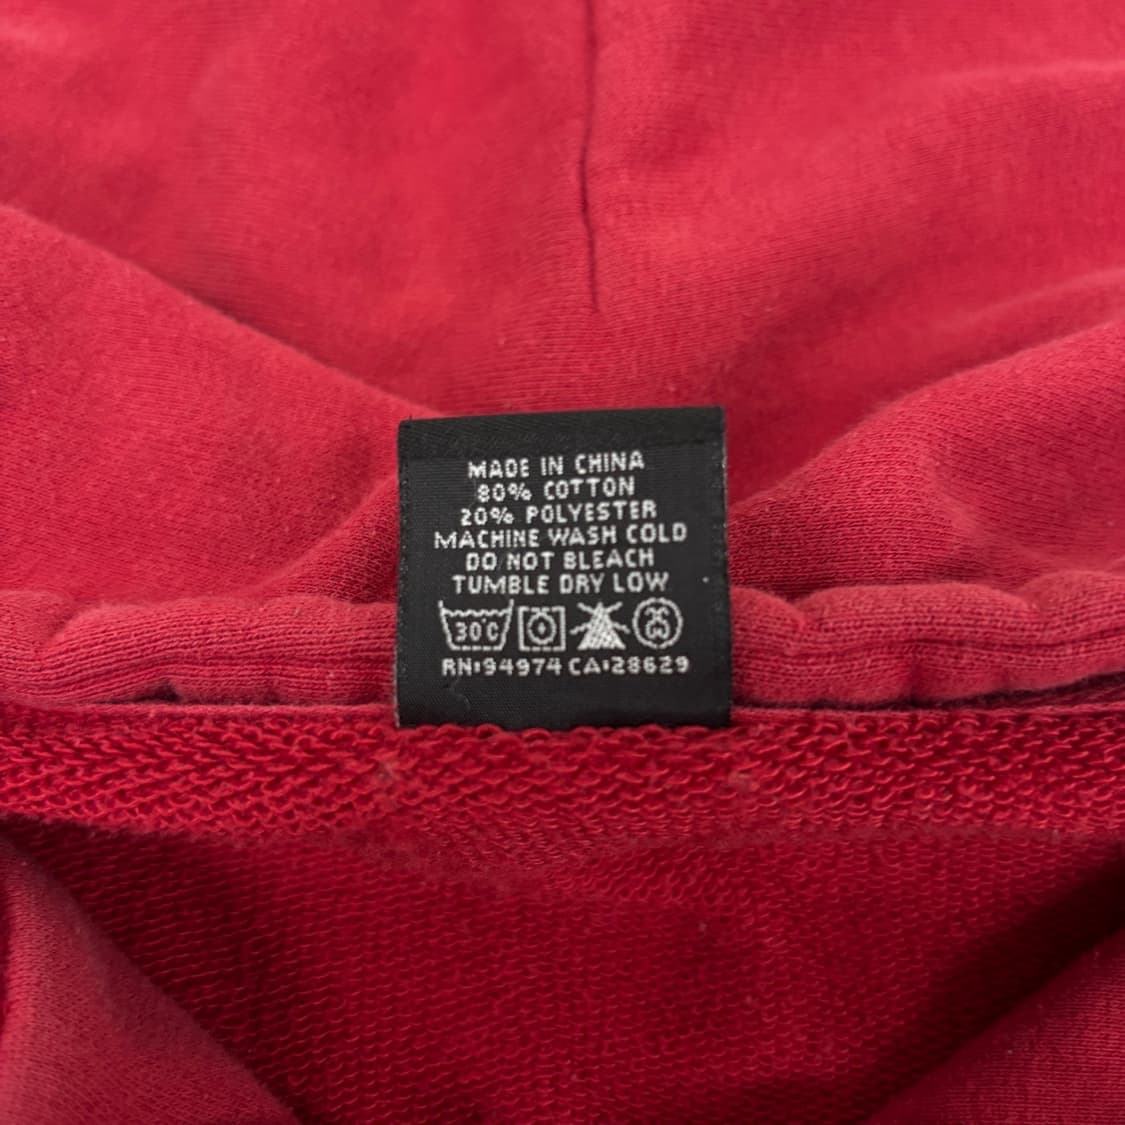 MADE IN CHINA
80% COTTON
20% POLYESTER
MACHINE WASH COLD
DO NOT BLEACH
TUMBLE DRY LOW
30C
RN:94974 CA:28629